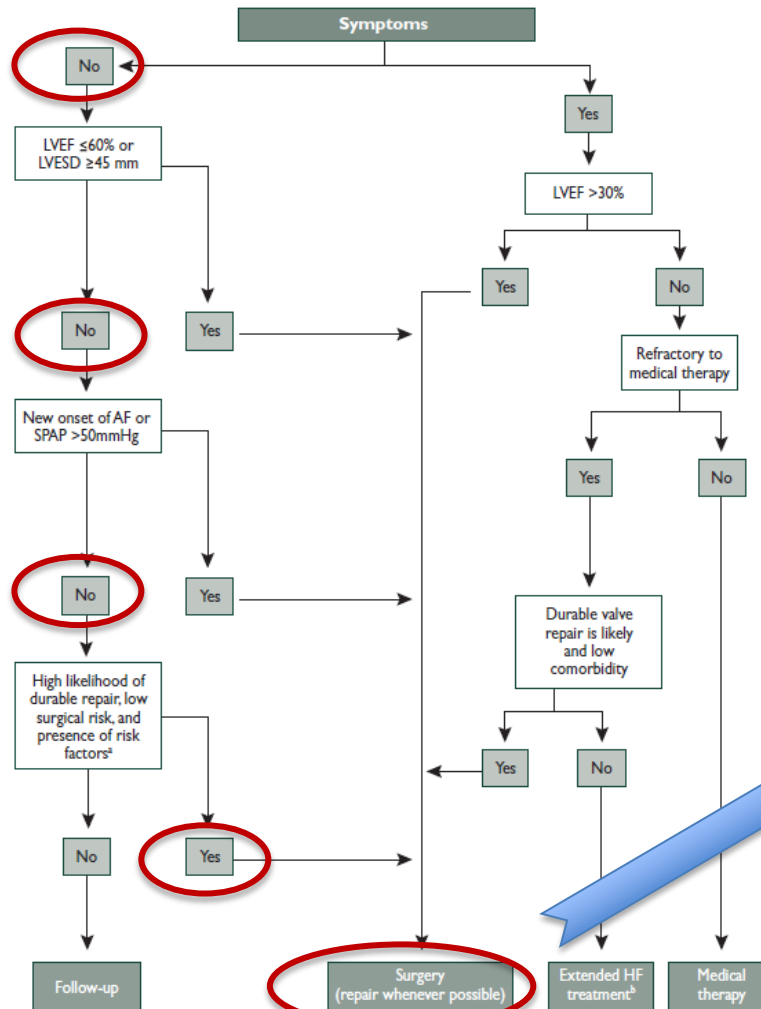 Symptoms
No
Yes
LVEF ≤60% or
LVESD ≥45 mm
LVEF >30%
Yes
No
No
Yes
Refractory to
medical therapy
New onset of AF or
SPAP >50mmHg
Yes
No
No
Yes
Durable valve
repair is likely
and low
comorbidity
High likelihood of
durable repair, low
surgical risk, and
presence of risk
factorsᵃ
Yes
No
No
Yes
Follow-up
Surgery
(repair whenever possible)
Extended HF
treatmentᵇ
Medical
therapy